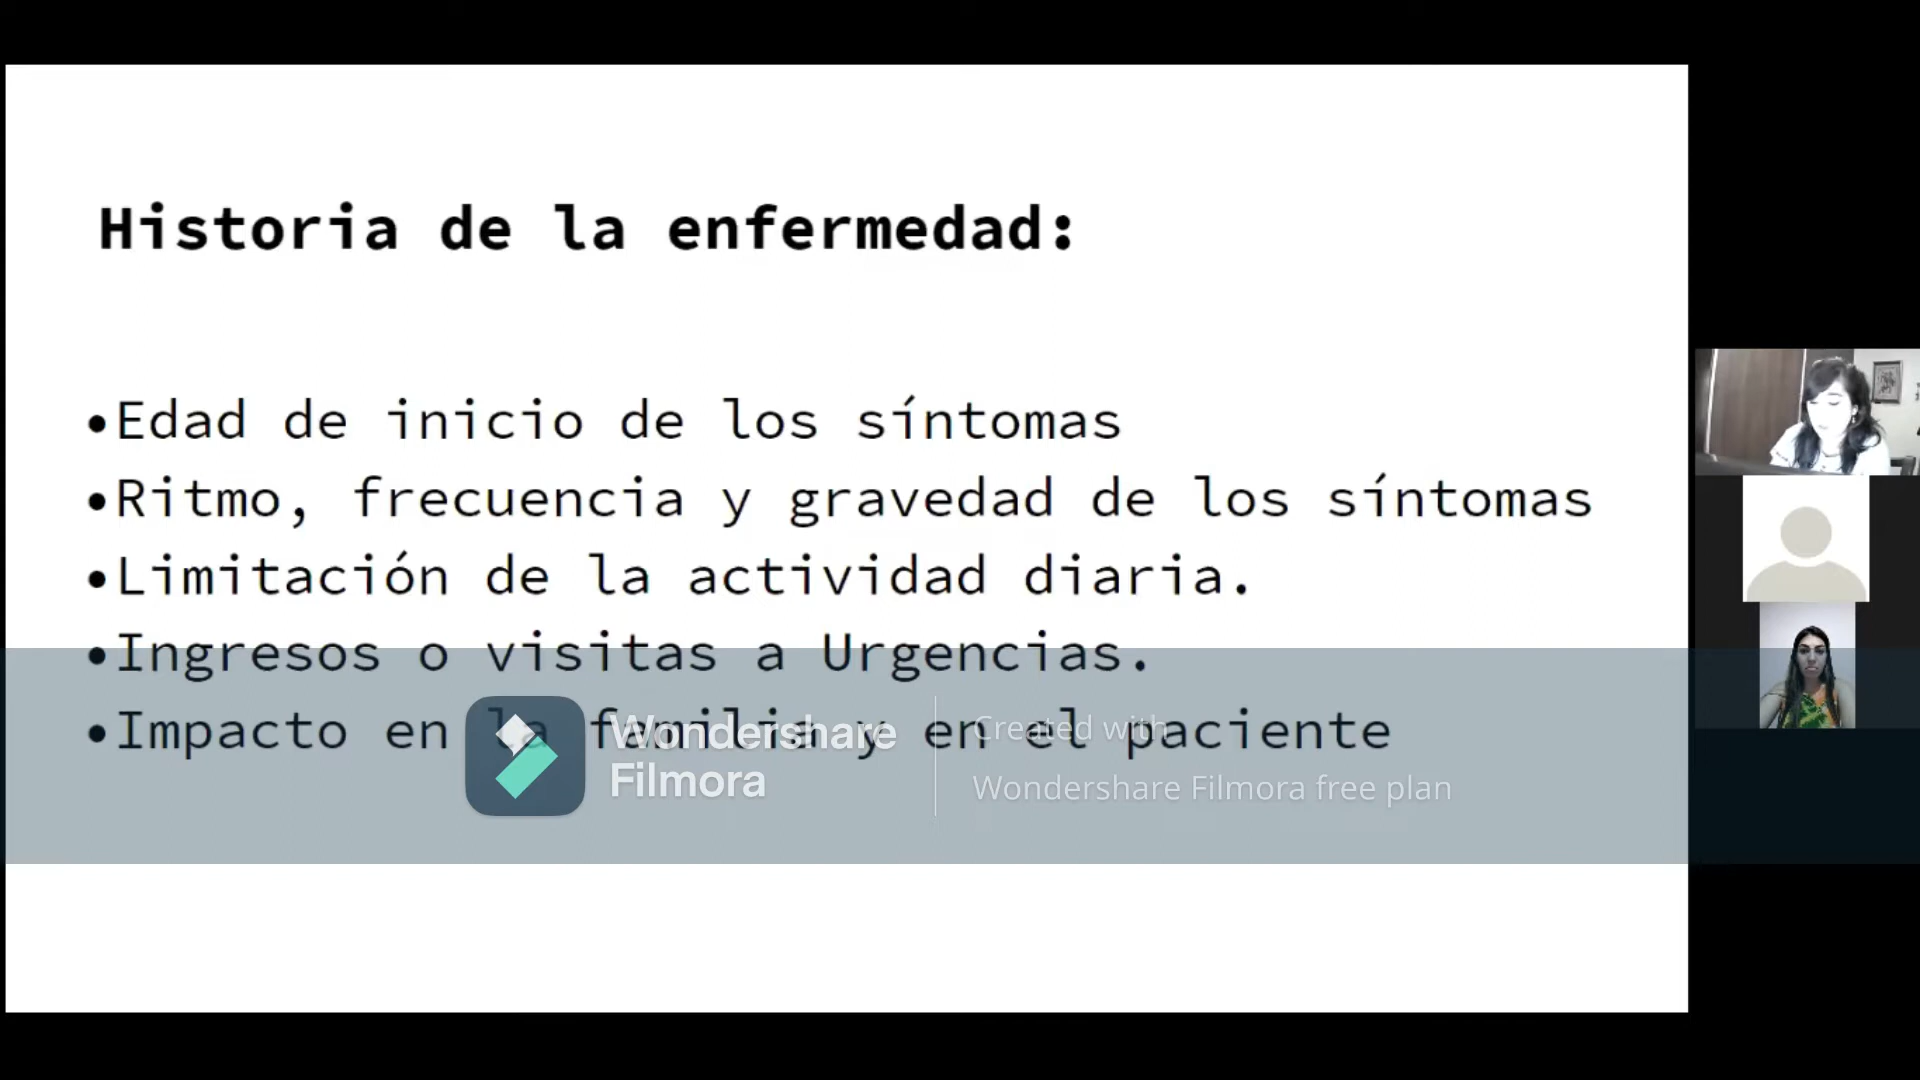 Historia de la enfermedad:
•Edad de inicio de los síntomas
•Ritmo, frecuencia y gravedad de los síntomas
•Limitación de la actividad diaria.
•Ingresos o visitas a Urgencias.
•Impacto en la familia y en el paciente
Wondershare
Filmora
Created with
Wondershare Filmora free plan